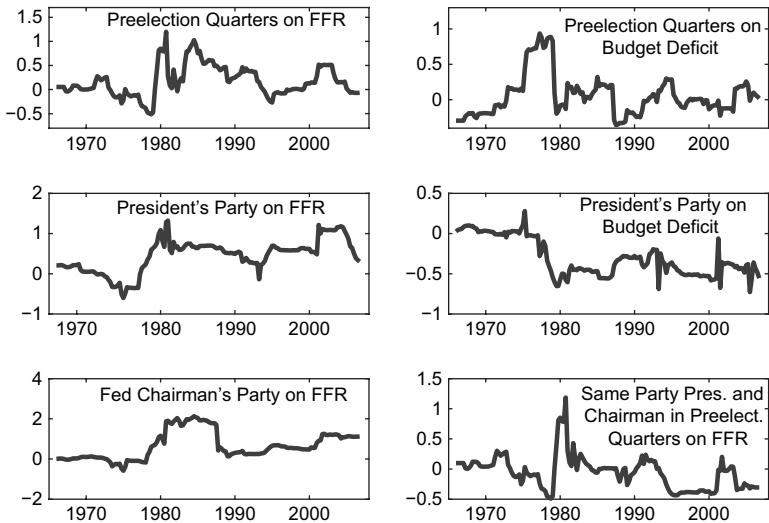 Preelection Quarters on FFR
1.5
1
0.5
0
−0.5
1970 1980 1990 2000
Preelection Quarters on
Budget Deficit
1
0.5
0
1970 1980 1990 2000
President's Party on FFR
2
1
0
−1
1970 1980 1990 2000
President's Party on
Budget Deficit
0.5
0
−0.5
−1
1970 1980 1990 2000
Fed Chairman's Party on FFR
4
2
0
−2
1970 1980 1990 2000
Same Party Pres. and
Chairman in Preelect.
Quarters on FFR
1.5
1
0.5
0
−0.5
1970 1980 1990 2000